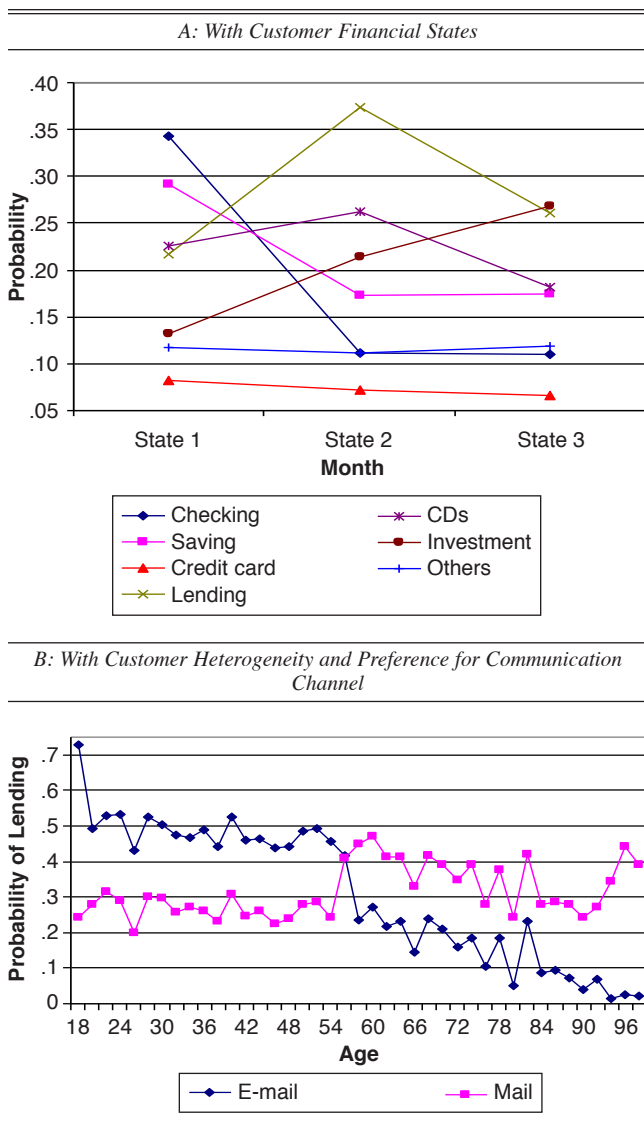 A: With Customer Financial States
.40
.35
.30
.25
.20
.15
.10
.05
Probability
State 1 State 2 State 3
Month
Checking CDs
Saving Investment
Credit card Others
Lending
B: With Customer Heterogeneity and Preference for Communication
Channel
.7
.6
.5
.4
.3
.2
.1
0
Probability of Lending
18 24 30 36 42 48 54 60 66 72 78 84 90 96
Age
E-mail Mail